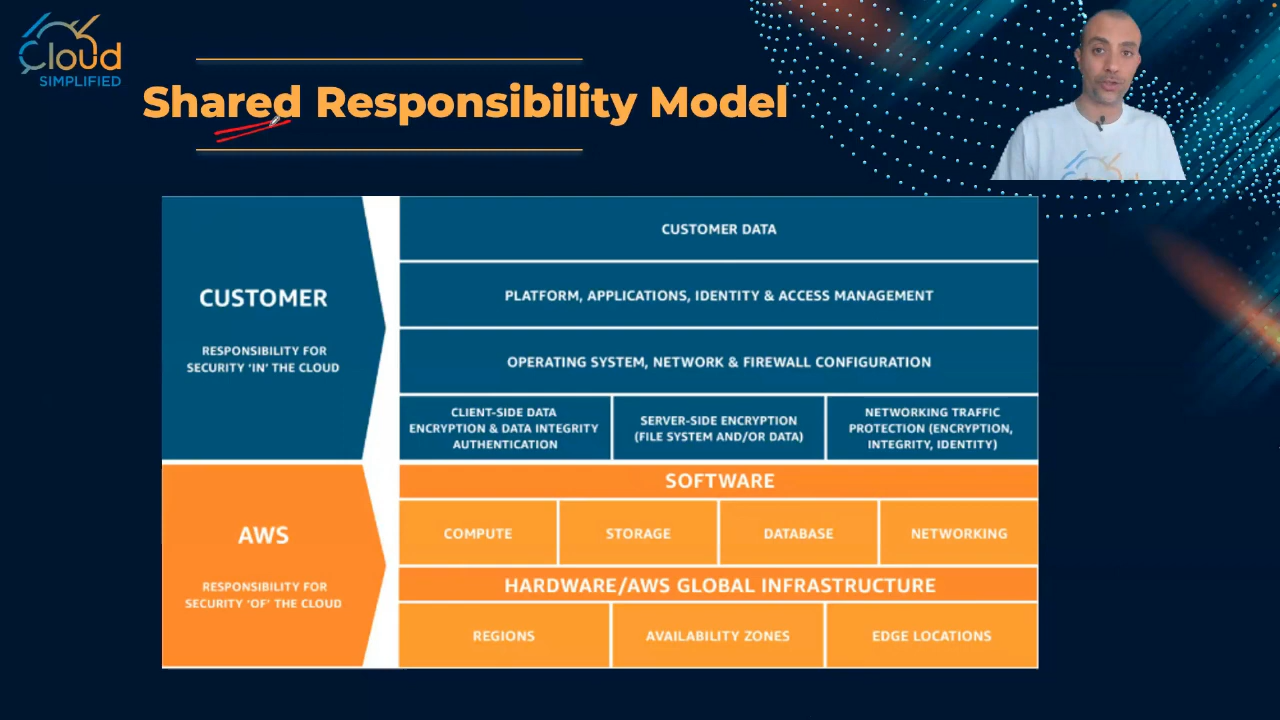 Cloud
SIMPLIFIED
Shared Responsibility Model
CUSTOMER
RESPONSIBILITY FOR
SECURITY ‘IN’ THE CLOUD
CUSTOMER DATA
PLATFORM, APPLICATIONS, IDENTITY & ACCESS MANAGEMENT
OPERATING SYSTEM, NETWORK & FIREWALL CONFIGURATION
CLIENT-SIDE DATA
ENCRYPTION & DATA INTEGRITY
AUTHENTICATION
SERVER-SIDE ENCRYPTION
(FILE SYSTEM AND/OR DATA)
NETWORKING TRAFFIC
PROTECTION (ENCRYPTION,
INTEGRITY, IDENTITY)
AWS
RESPONSIBILITY FOR
SECURITY ‘OF’ THE CLOUD
SOFTWARE
COMPUTE
STORAGE
DATABASE
NETWORKING
HARDWARE/AWS GLOBAL INFRASTRUCTURE
REGIONS
AVAILABILITY ZONES
EDGE LOCATIONS